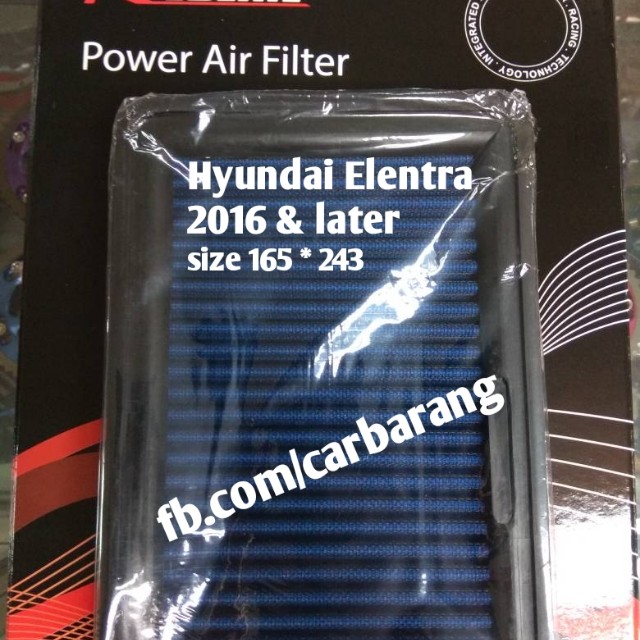 Power Air Filter
INTEGRATED
RACING
TECHNOLOGY
Hyundai Elentra
2016 & later
size 165 * 243
fb.com/carbarang